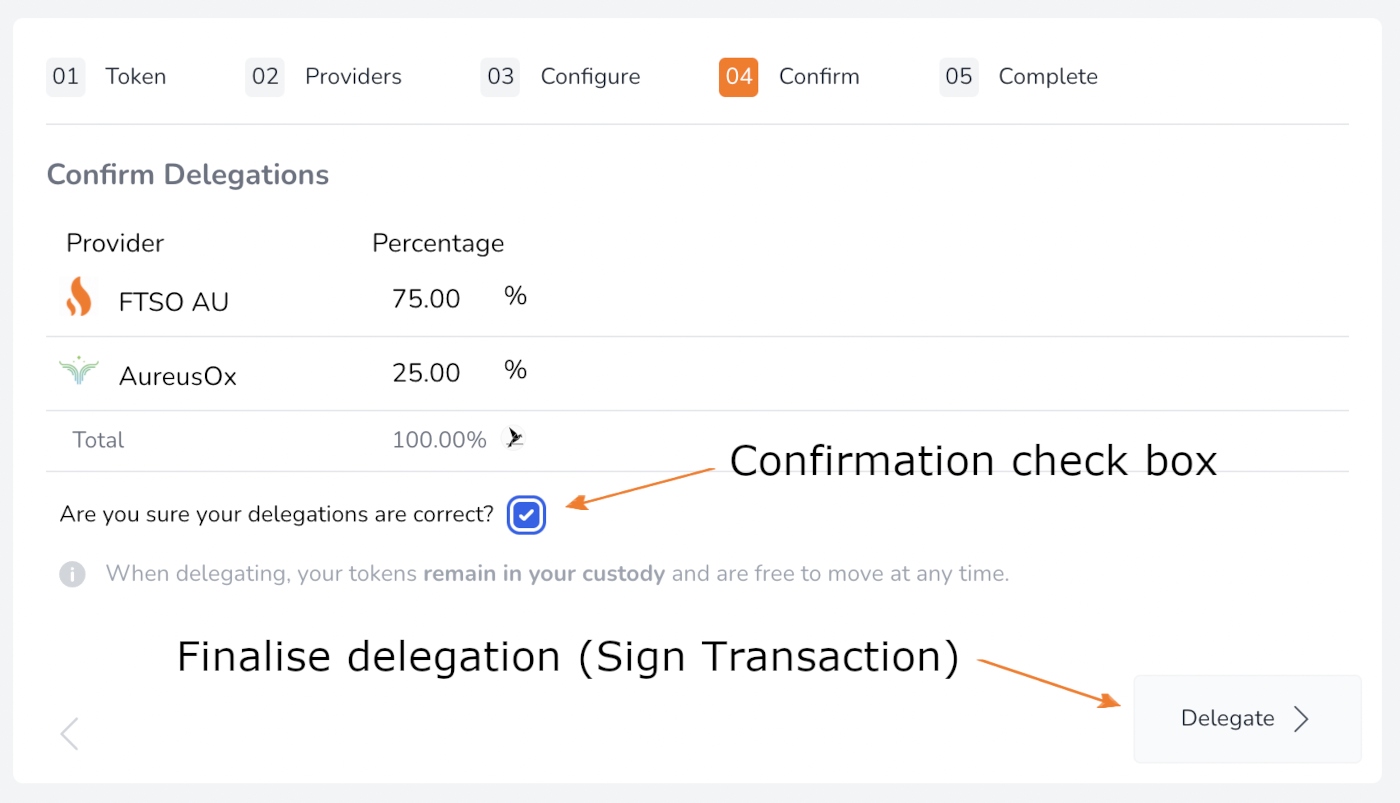 01 Token 02 Providers 03 Configure 04 Confirm 05 Complete
Confirm Delegations
Provider Percentage
FTSO AU 75.00 %
AureusOx 25.00 %
Total 100.00%
Confirmation check box
Are you sure your delegations are correct?
When delegating, your tokens remain in your custody and are free to move at any time.
Finalise delegation (Sign Transaction)
Delegate